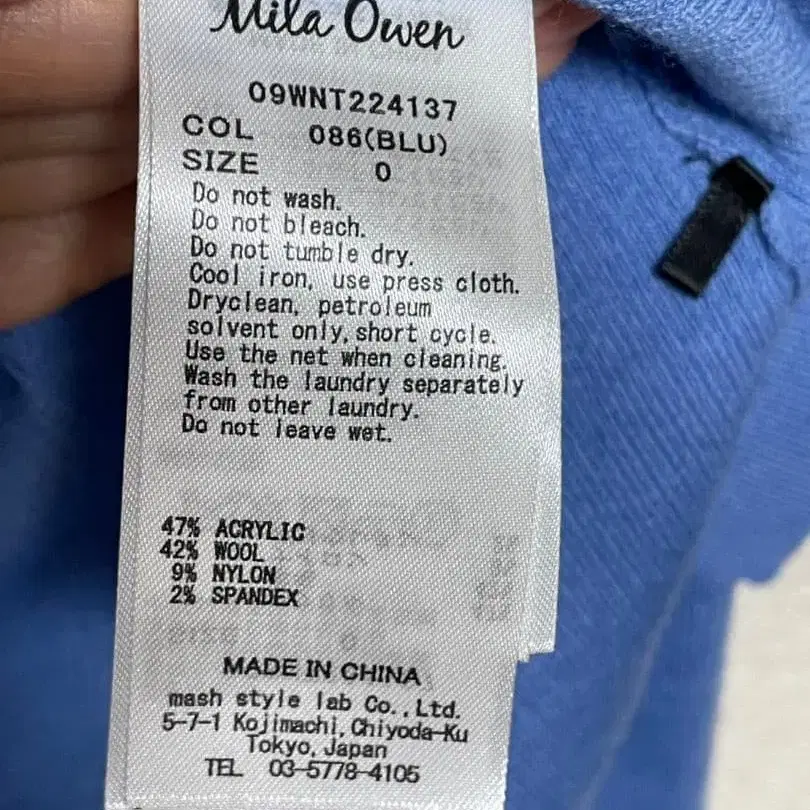 Mila Owen
09WNT224137
COL 086(BLU)
SIZE 0
Do not wash.
Do not bleach.
Do not tumble dry.
Cool iron, use press cloth.
Dryclean, petroleum
solvent only, short cycle.
Use the net when cleaning.
Wash the laundry separately
from other laundry.
Do not leave wet.
47% ACRYLIC
42% WOOL
9% NYLON
2% SPANDEX
MADE IN CHINA
mash style lab Co.,Ltd.
5-7-1 Kojimachi, Chiyoda-Ku
Tokyo, Japan
TEL 03-5778-4105